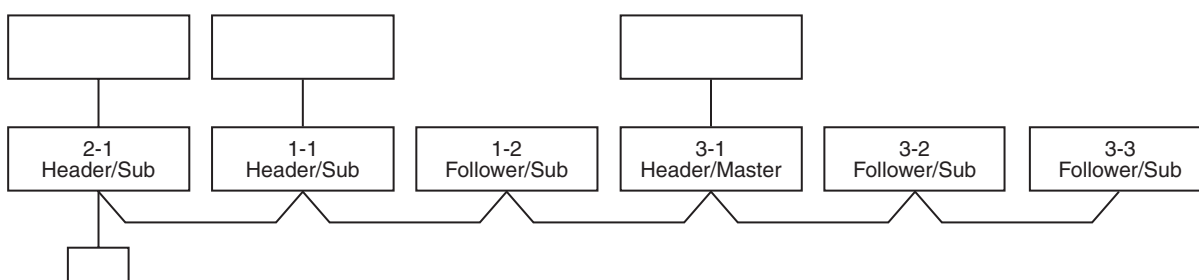 2-1
Header/Sub
1-1
Header/Sub
1-2
Follower/Sub
3-1
Header/Master
3-2
Follower/Sub
3-3
Follower/Sub